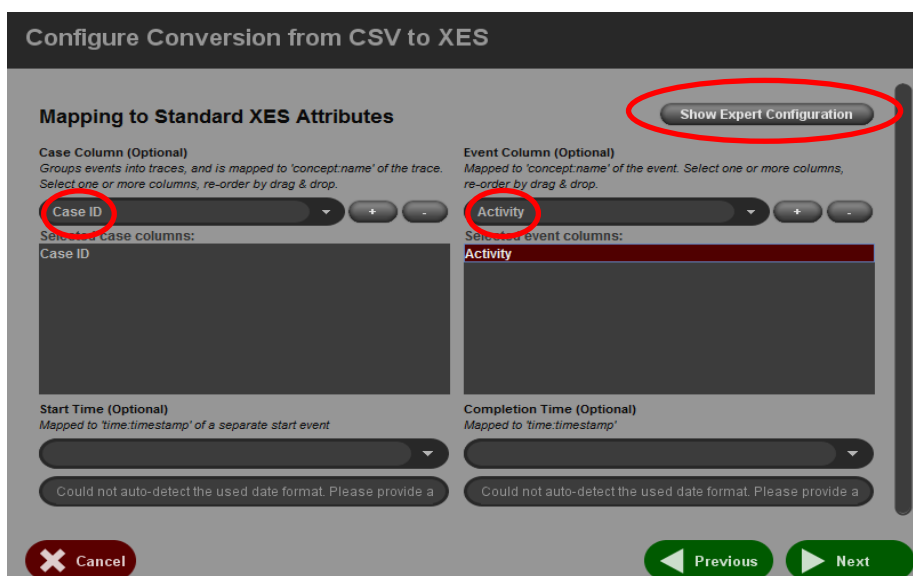 Configure Conversion from CSV to XES
Mapping to Standard XES Attributes
Show Expert Configuration
Case Column (Optional)
Groups events into traces, and is mapped to 'concept:name' of the trace.
Select one or more columns, re-order by drag & drop.
Case ID
+
-
Selected case columns:
Case ID
Event Column (Optional)
Mapped to 'concept:name' of the event. Select one or more columns,
re-order by drag & drop.
Activity
+
-
Selected event columns:
Activity
Start Time (Optional)
Mapped to 'time:timestamp' of a separate start event
Could not auto-detect the used date format. Please provide a
Completion Time (Optional)
Mapped to 'time:timestamp'
Could not auto-detect the used date format. Please provide a
Cancel
Previous
Next